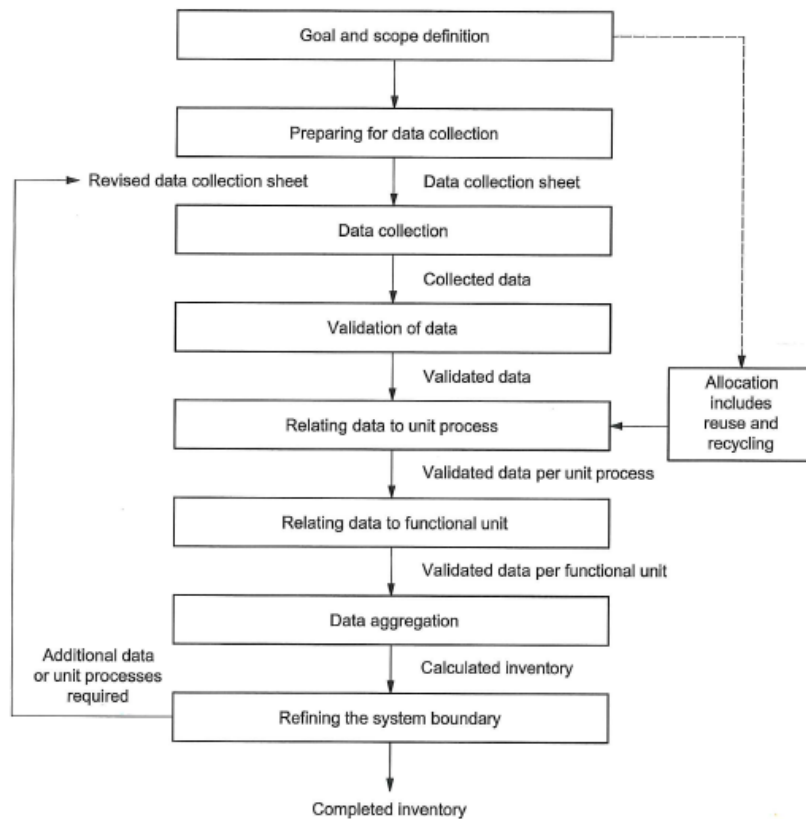 Goal and scope definition
Preparing for data collection
Revised data collection sheet
Data collection sheet
Data collection
Collected data
Validation of data
Validated data
Allocation
includes
reuse and
recycling
Relating data to unit process
Validated data per unit process
Relating data to functional unit
Validated data per functional unit
Data aggregation
Additional data
or unit processes
required
Calculated inventory
Refining the system boundary
Completed inventory